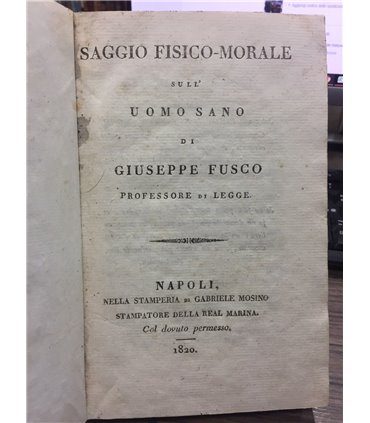 SAGGIO FISICO-MORALE
SULL'
UOMO SANO
DI
GIUSEPPE FUSCO
PROFESSORE DI LEGGE.
NAPOLI,
NELLA STAMPERIA DI GABRIELE MOSINO
STAMPATORE DELLA REAL MARINA.
Col dovuto permesso.
1820.